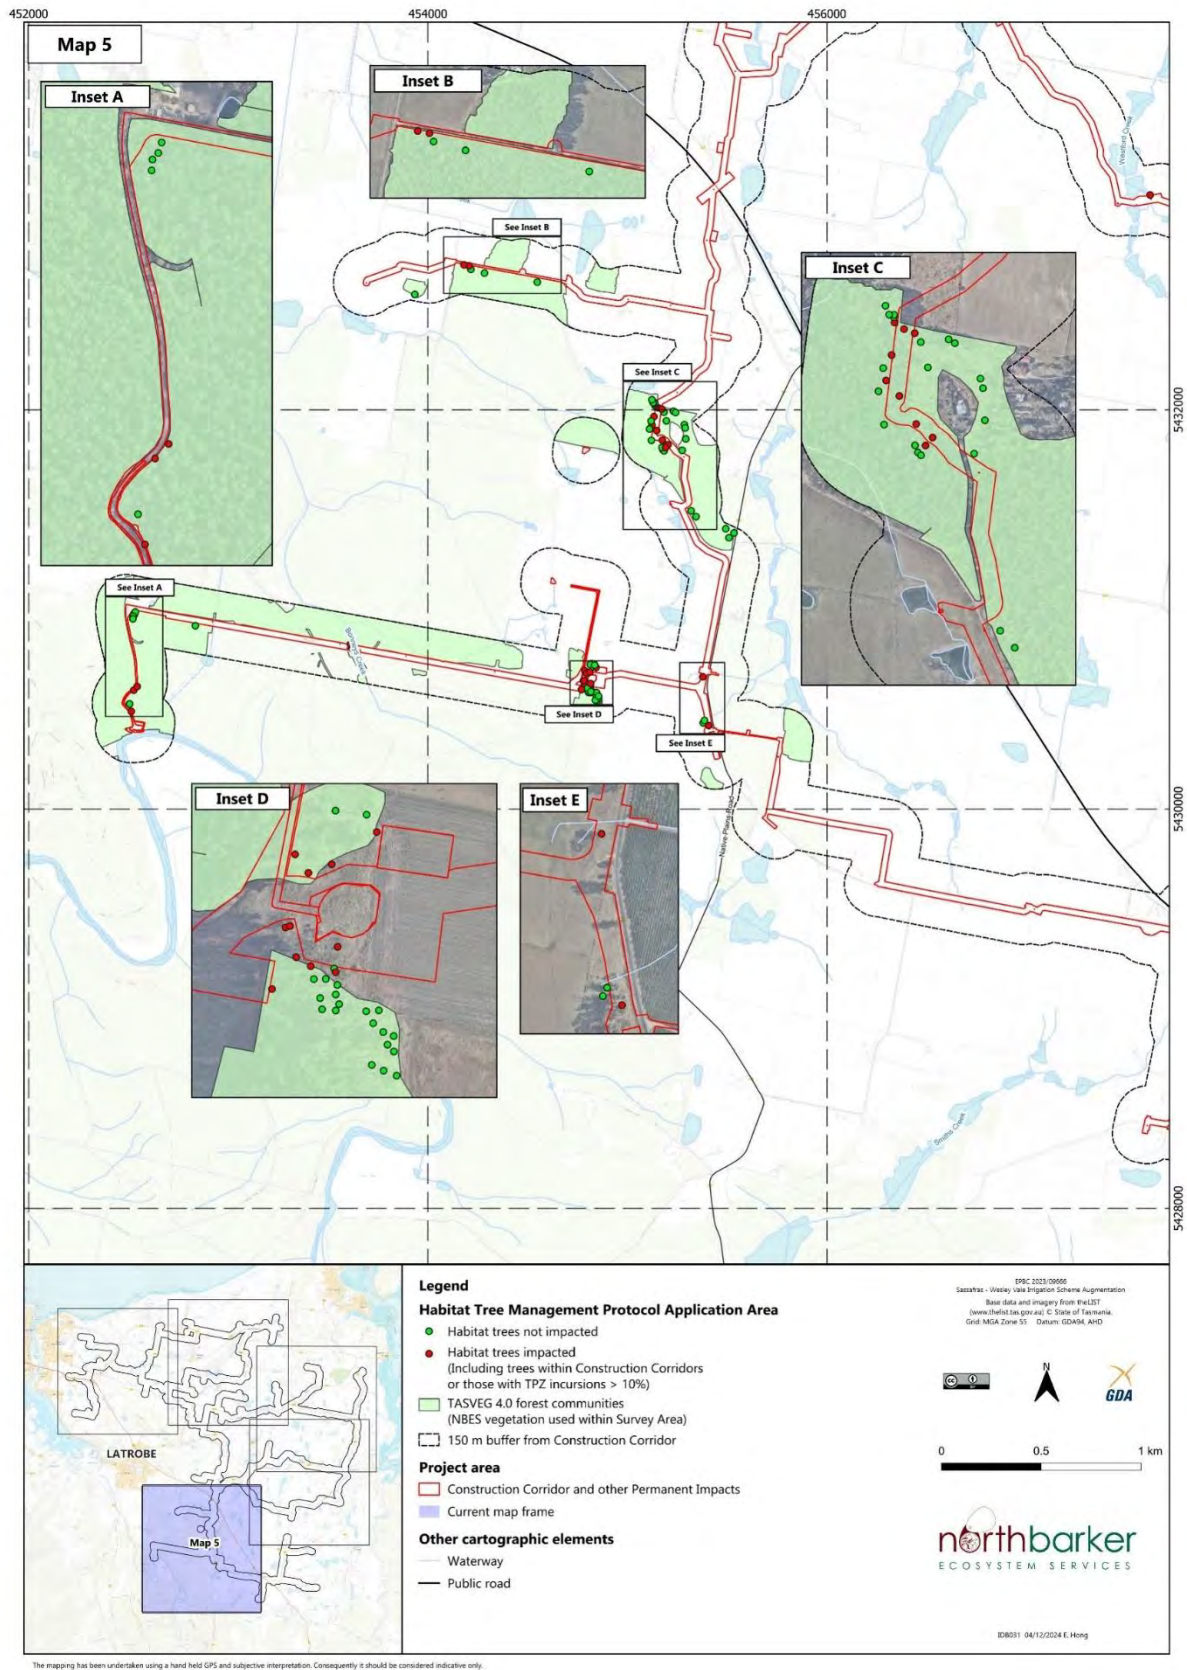 452000
454000
456000
Map 5
Inset A
Inset B
See Inset B
Inset C
See Inset C
5432000
See Inset A
See Inset D
See Inset E
Inset D
Inset E
Native Plains Road
5430000
Smiths Creek
5428000
LATROBE
Map 5
Legend
Habitat Tree Management Protocol Application Area
Habitat trees not impacted
Habitat trees impacted
(Including trees within Construction Corridors
or those with TPZ incursions > 10%)
TASVEG 4.0 forest communities
(NBES vegetation used within Survey Area)
150 m buffer from Construction Corridor
Project area
Construction Corridor and other Permanent Impacts
Current map frame
Other cartographic elements
Waterway
Public road
EPBC 2023/09666
Sassafras - Wesley Vale Irrigation Scheme Augmentation
Base data and imagery from theLIST
(www.thelist.tas.gov.au) © State of Tasmania.
Grid: MGA Zone 55 Datum: GDA94, AHD
cc
N
GDA
0 0.5 1 km
northbarker
ECOSYSTEM SERVICES
IDB031 04/12/2024 E. Hong
The mapping has been undertaken using a hand held GPS and subjective interpretation. Consequently it should be considered indicative only.